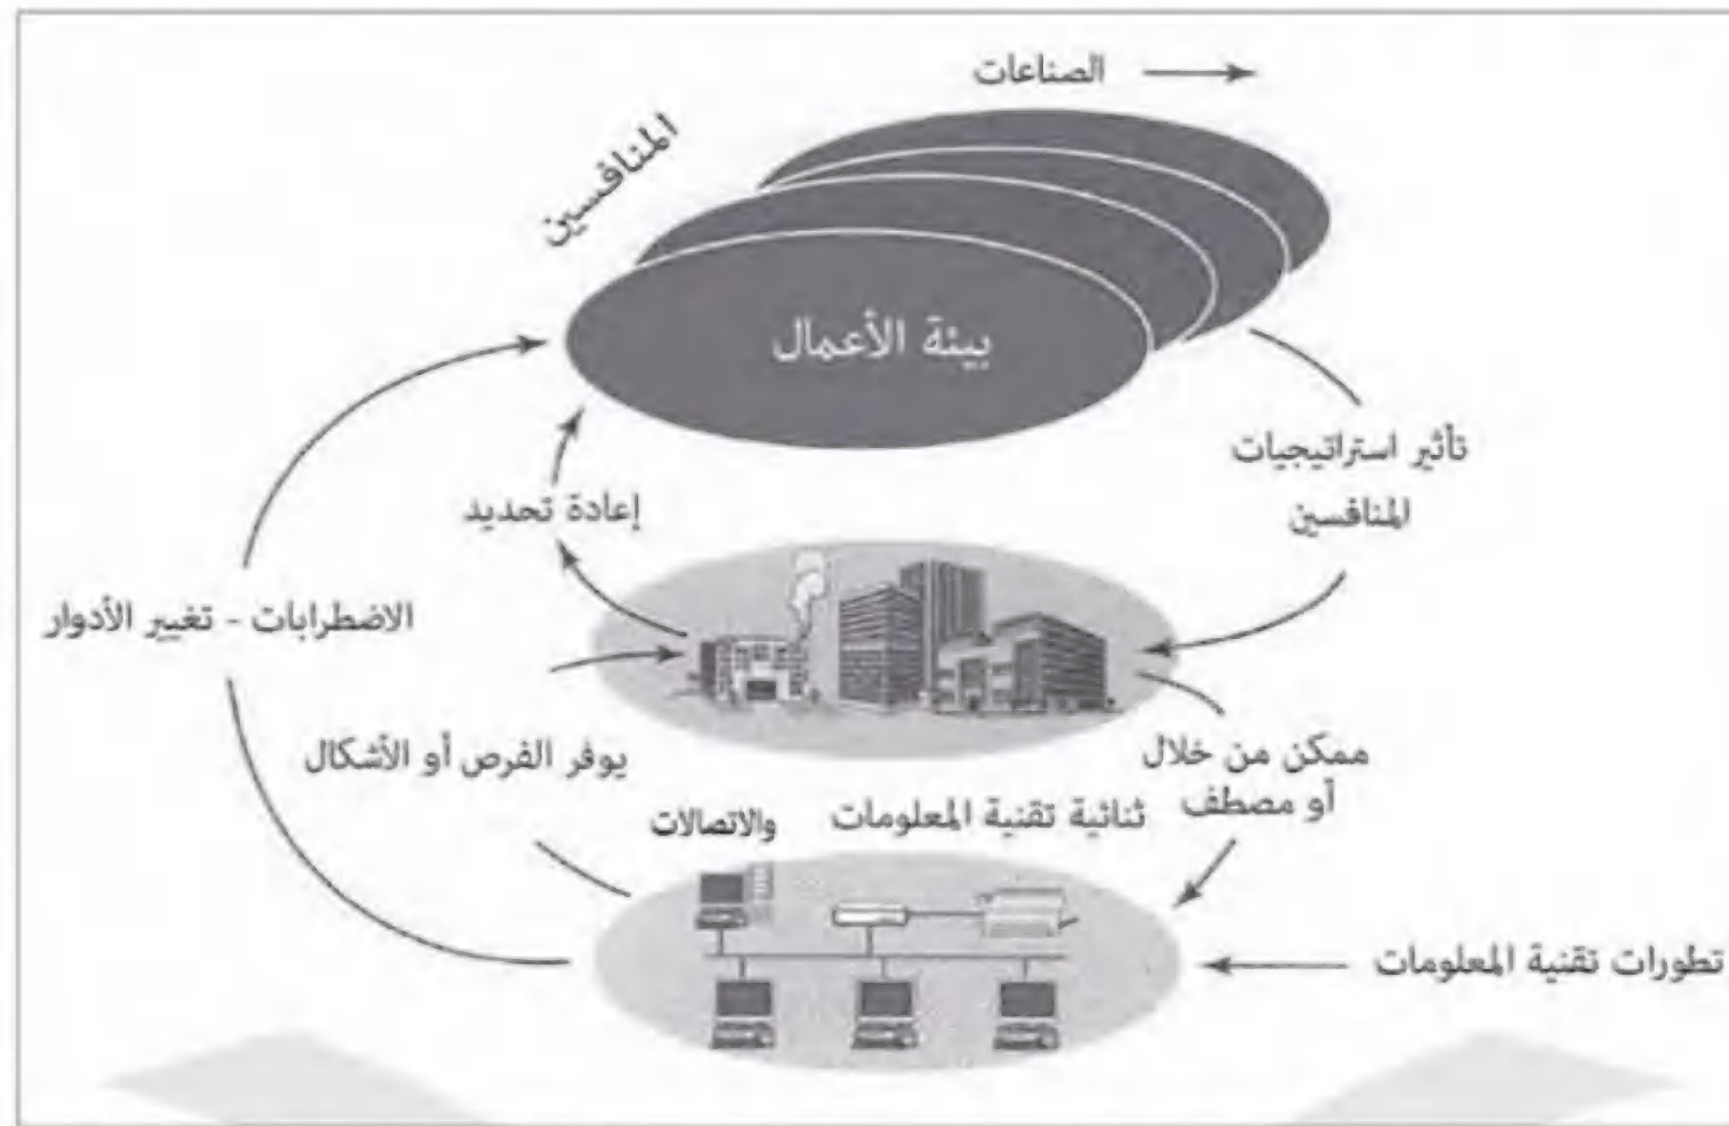 الصناعات
المنافسين
بيئة الأعمال
تأثير استراتيجيات
المنافسين
إعادة تحديد
الاضطرابات - تغيير الأدوار
يوفر الفرص أو الأشكال
ممكن من خلال
أو مصطف
ثنائية تقنية المعلومات والاتصالات
تطورات تقنية المعلومات